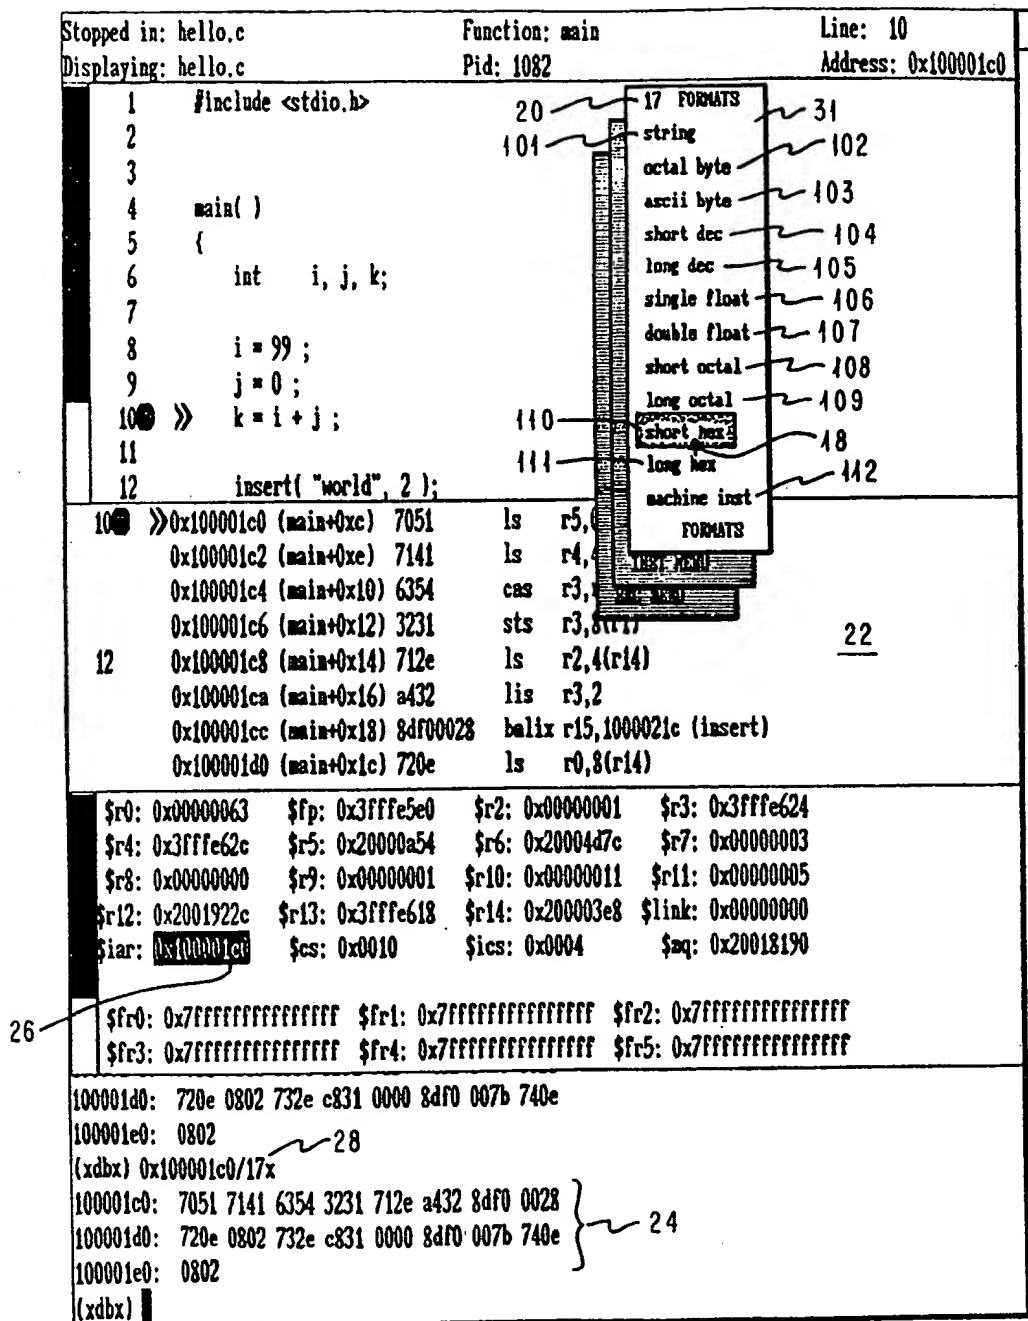 Stopped in: hello.c Function: main Line: 10
Displaying: hello.c Pid: 1082 Address: 0x100001c0
1 #include <stdio.h>
2
3
4 main( )
5 {
6 int i, j, k;
7
8 i = 99 ;
9 j = 0 ;
10 » k = i + j ;
11
12 insert( "world", 2 );
20 17 FORMATS 31
101 string
octal byte 102
ascii byte 103
short dec 104
long dec 105
single float 106
double float 107
short octal 108
long octal 109
110 short hex 18
111 long hex
machine inst 112
FORMATS
MENU
MENU
10 »0x100001c0 (main+0xc) 7051 ls r5,
0x100001c2 (main+0xe) 7141 ls r4,
0x100001c4 (main+0x10) 6354 cas r3,
0x100001c6 (main+0x12) 3231 sts r3,8(r1)
12 0x100001c8 (main+0x14) 712e ls r2,4(r14)
0x100001ca (main+0x16) a432 lis r3,2
0x100001cc (main+0x18) 8df00028 balix r15,1000021c (insert)
0x100001d0 (main+0x1c) 720e ls r0,8(r14)
22
$r0: 0x00000063 $fp: 0x3fffe5e0 $r2: 0x00000001 $r3: 0x3fffe624
$r4: 0x3fffe62c $r5: 0x20000a54 $r6: 0x20004d7c $r7: 0x00000003
$r8: 0x00000000 $r9: 0x00000001 $r10: 0x00000011 $r11: 0x00000005
$r12: 0x2001922c $r13: 0x3fffe618 $r14: 0x200003e8 $link: 0x00000000
$iar: 0x100001c0 $cs: 0x0010 $ics: 0x0004 $mq: 0x20018190
26
$fr0: 0x7fffffffffffffff $fr1: 0x7fffffffffffffff $fr2: 0x7fffffffffffffff
$fr3: 0x7fffffffffffffff $fr4: 0x7fffffffffffffff $fr5: 0x7fffffffffffffff
100001d0: 720e 0802 732e c831 0000 8df0 007b 740e
100001e0: 0802
28
(xdbx) 0x100001c0/17x
100001c0: 7051 7141 6354 3231 712e a432 8df0 0028
100001d0: 720e 0802 732e c831 0000 8df0 007b 740e
24
100001e0: 0802
(xdbx)